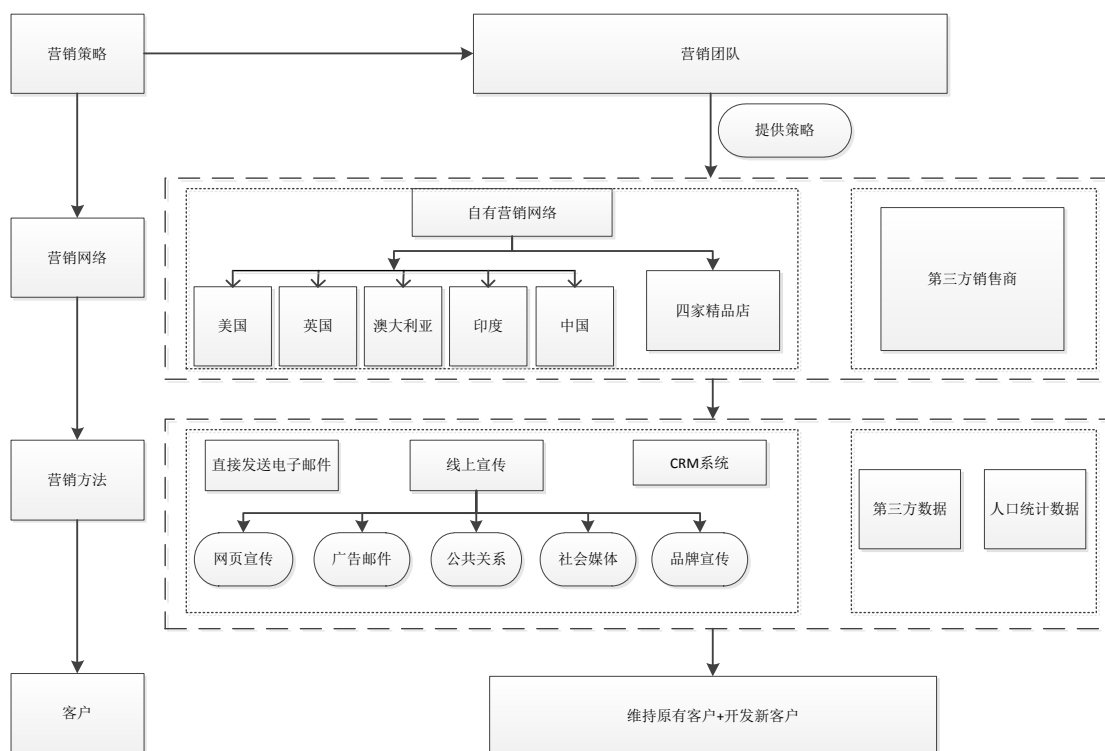 营销策略
营销团队
提供策略
自有营销网络
营销网络
第三方销售商
四家精品店
美国
英国
澳大利亚
印度
中国
直接发送电子邮件
线上宣传
CRM系统
营销方法
第三方数据
人口统计数据
网页宣传
广告邮件
公共关系
社会媒体
品牌宣传
客户
维持原有客户+开发新客户